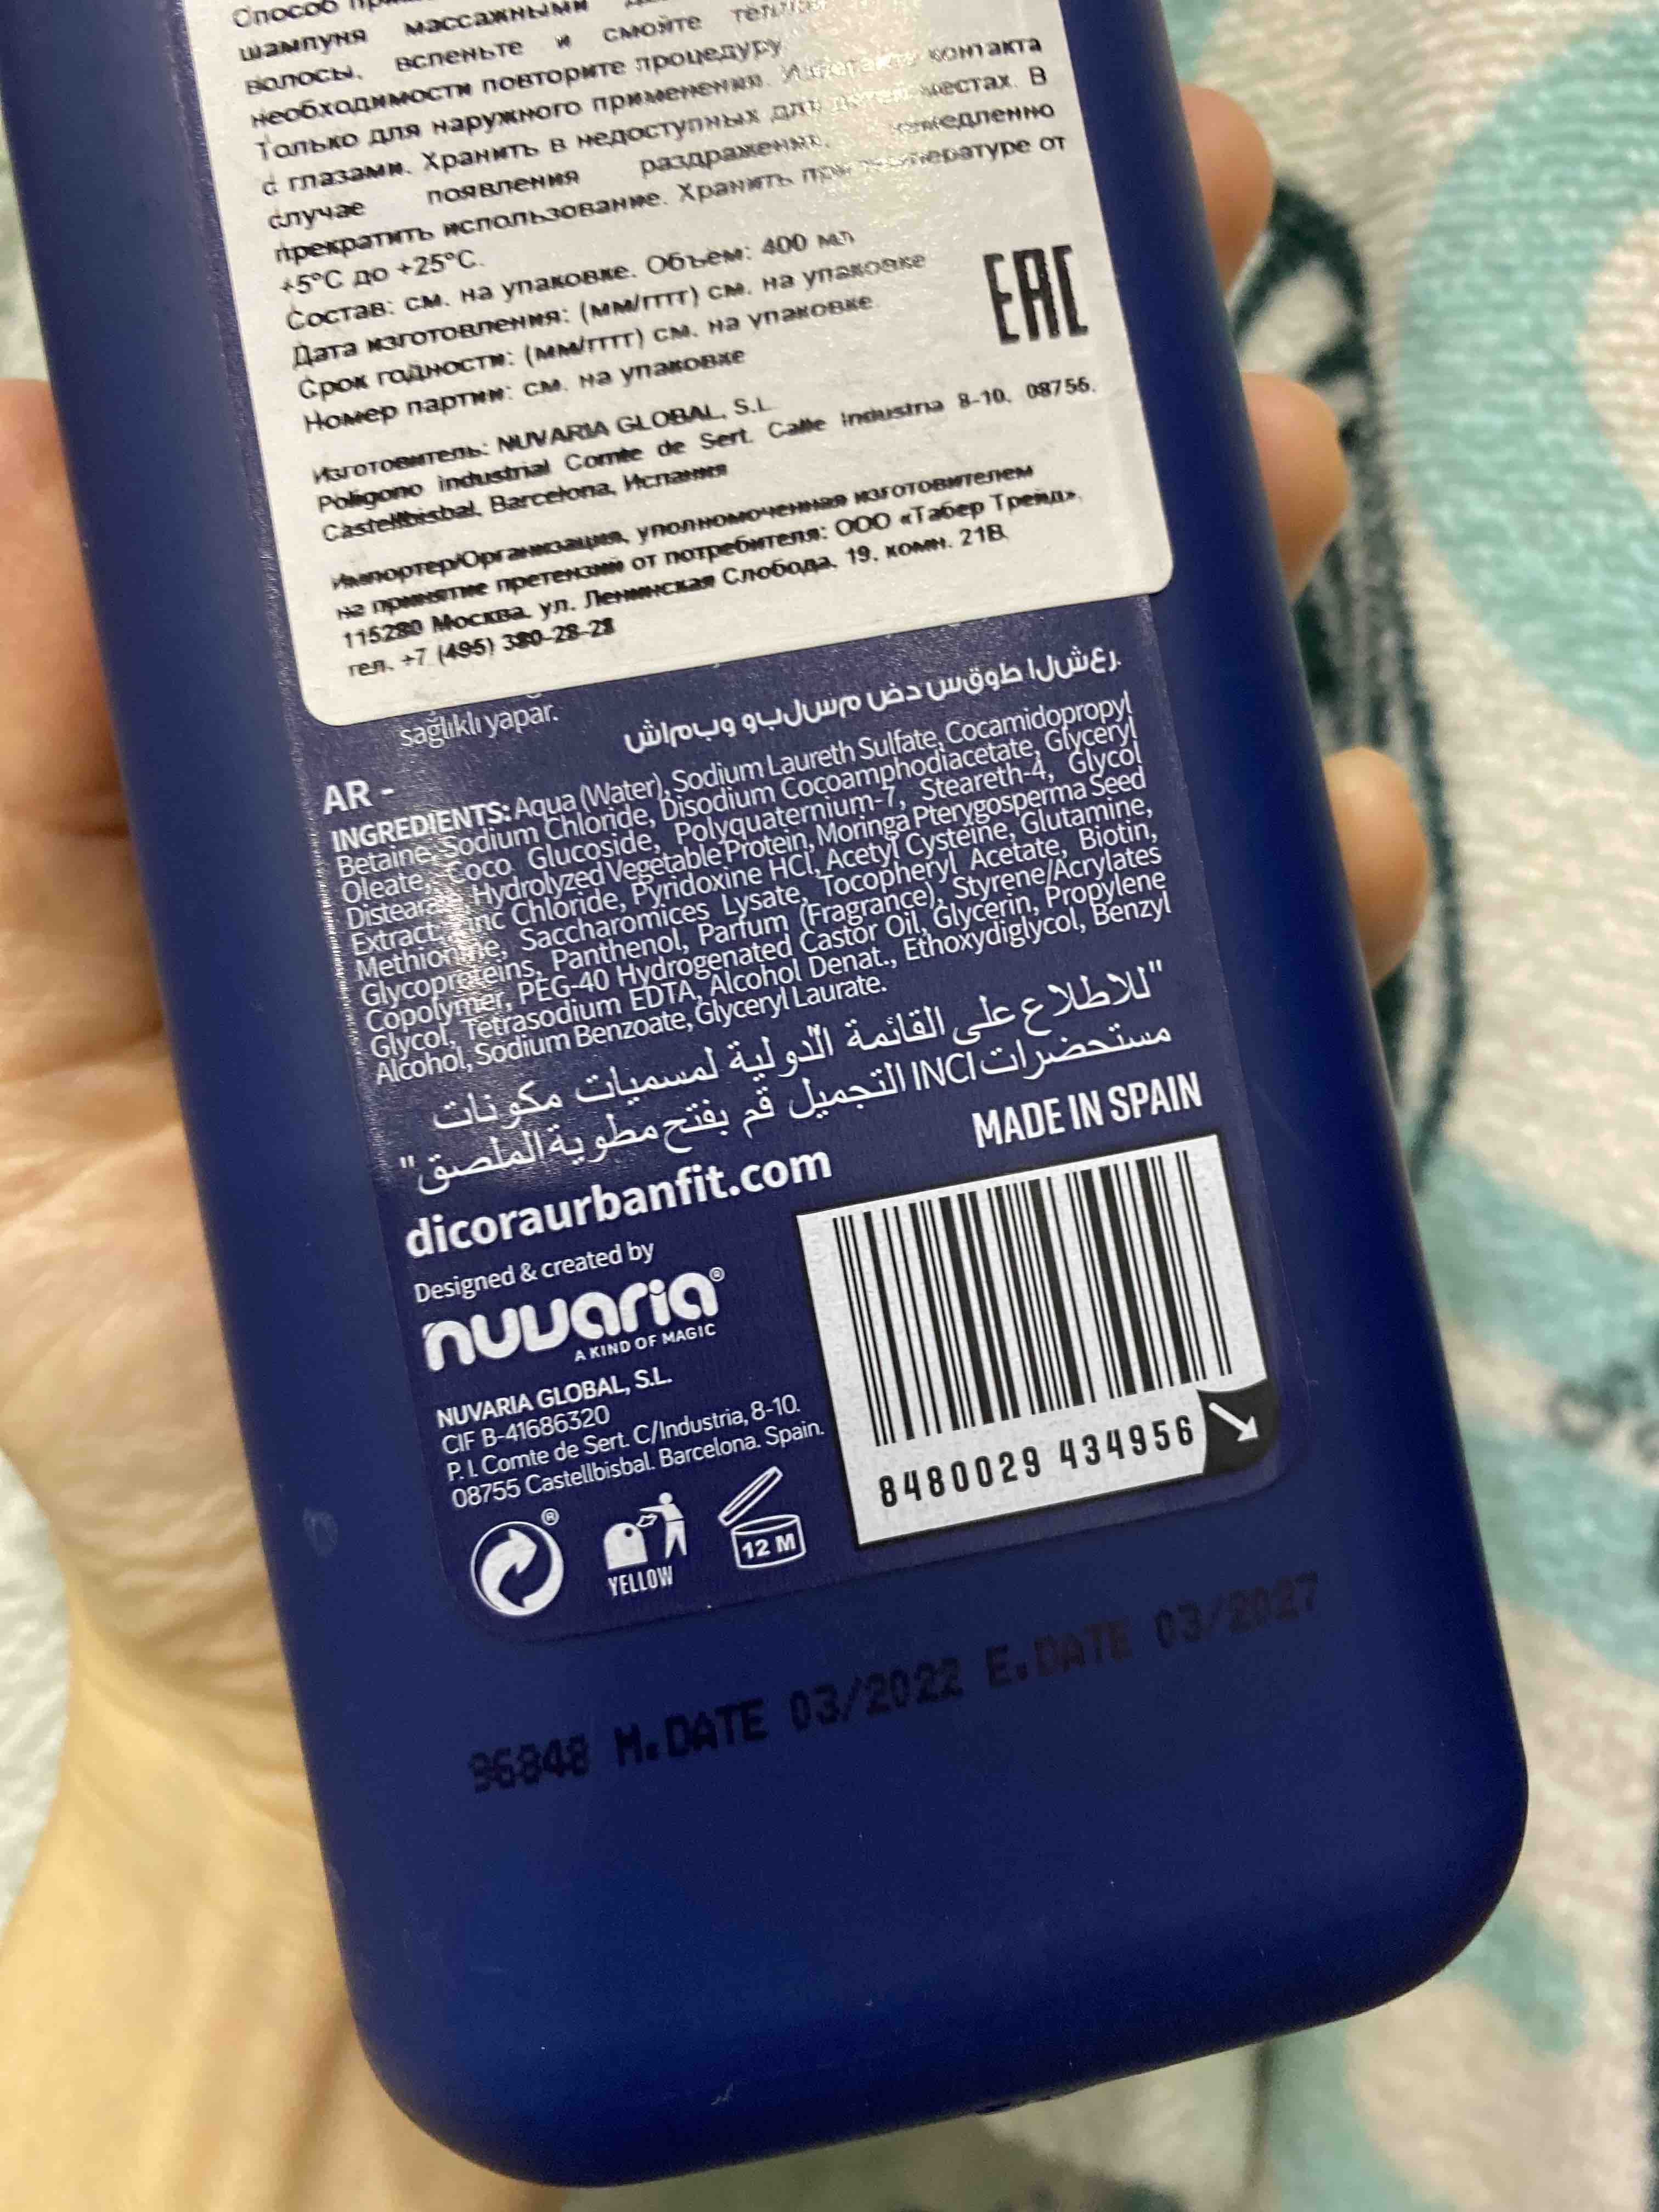 Способ
шампуня массажными
волосы, вспеньте и смойте
необходимости повторите процедуру.
Только для наружного применения. контакта
с глазами. Хранить в недоступных для детей местах. В
случае появления раздражения, немедленно
прекратить использование. Хранить при температуре от
+5°C до +25°C.
Состав: см. на упаковке. Объем: 400 мл
Дата изготовления: (мм/гггг) см. на упаковке
Срок годности: (мм/гггг) см. на упаковке.
Номер партии: см. на упаковке
EAC
Изготовитель: NUVARIA GLOBAL, S.L
Poligono industrial Comte de Sert. Calle Industria 8-10, 08755.
Castellbisbal, Barcelona, Испания
Импортер/Организация, уполномоченная изготовителем
на принятие претензий от потребителя: ООО «Табер Трейд»,
115280 Москва, ул. Ленинская Слобода, 19, комн. 21В,
тел. +7 (495) 380-28-28
sağlıklı yapar.
AR - شامبو وبلسم ضد سقوط الشعر.
INGREDIENTS: Aqua (Water), Sodium Laureth Sulfate, Cocamidopropyl
Betaine, Sodium Chloride, Disodium Cocoamphodiacetate, Glyceryl
Oleate, Coco Glucoside, Polyquaternium-7, Steareth-4, Glycol
Distearate, Hydrolyzed Vegetable Protein, Moringa Pterygosperma Seed
Extract, Zinc Chloride, Pyridoxine HCl, Acetyl Cysteine, Glutamine,
Methionine, Saccharomices Lysate, Tocopheryl Acetate, Biotin,
Glycoproteins, Panthenol, Parfum (Fragrance), Styrene/Acrylates
Copolymer, PEG-40 Hydrogenated Castor Oil, Glycerin, Propylene
Glycol, Tetrasodium EDTA, Alcohol Denat., Ethoxydiglycol, Benzyl
Alcohol, Sodium Benzoate, Glyceryl Laurate.
"للاطلاع على القائمة الدولية لمسميات مكونات
مستحضرات INCI التجميل قم بفتح مطوية الملصق"
MADE IN SPAIN
dicoraurbanfit.com
Designed & created by
nuvaria®
A KIND OF MAGIC
NUVARIA GLOBAL, S.L.
CIF B-41686320
P. I. Comte de Sert. C/Industria, 8-10.
08755 Castellbisbal. Barcelona. Spain.
8480029 434956
®
YELLOW
12 M
96848 M.DATE 03/2022 E.DATE 03/2027